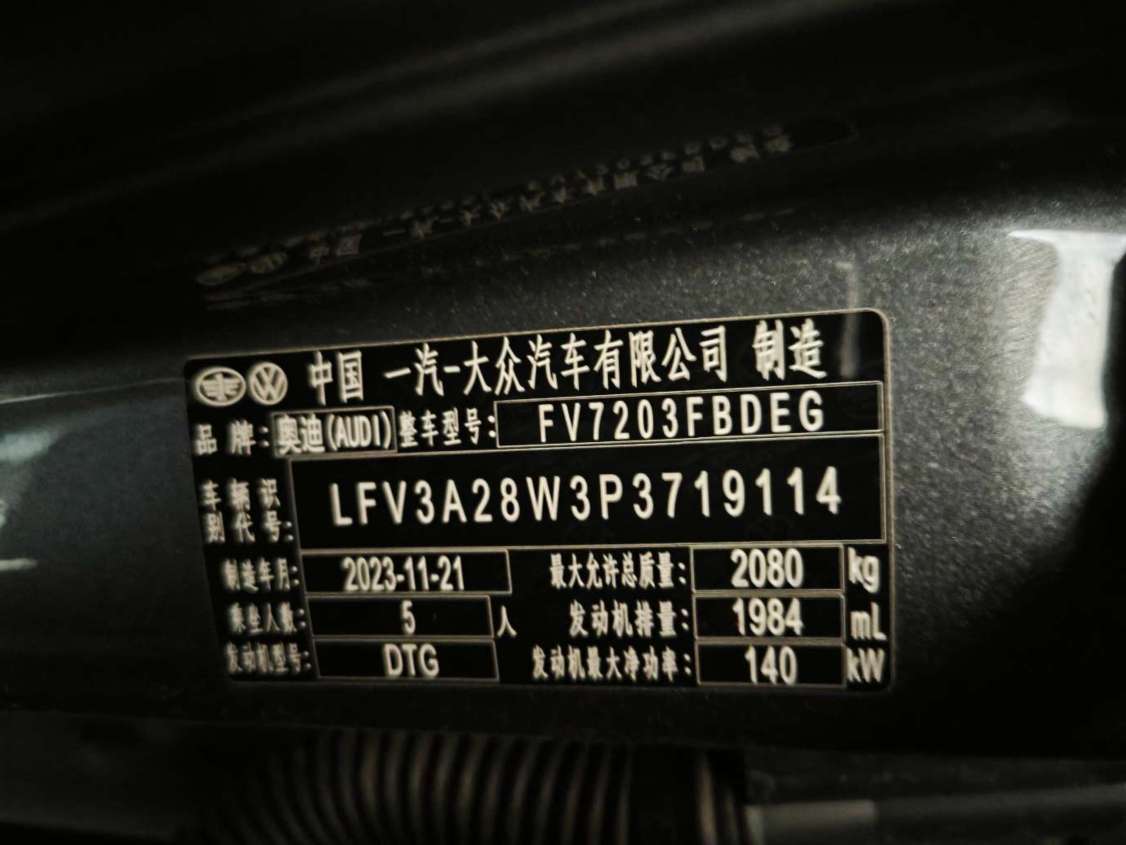 中国 一汽-大众汽车有限公司 制造
品牌: 奥迪(AUDI) 整车型号: FV7203FBDEG
车辆识别代号: LFV3A28W3P3719114
制造年月: 2023-11-21 最大允许总质量: 2080 kg
乘坐人数: 5 人 发动机排量: 1984 mL
发动机型号: DTG 发动机最大净功率: 140 kW